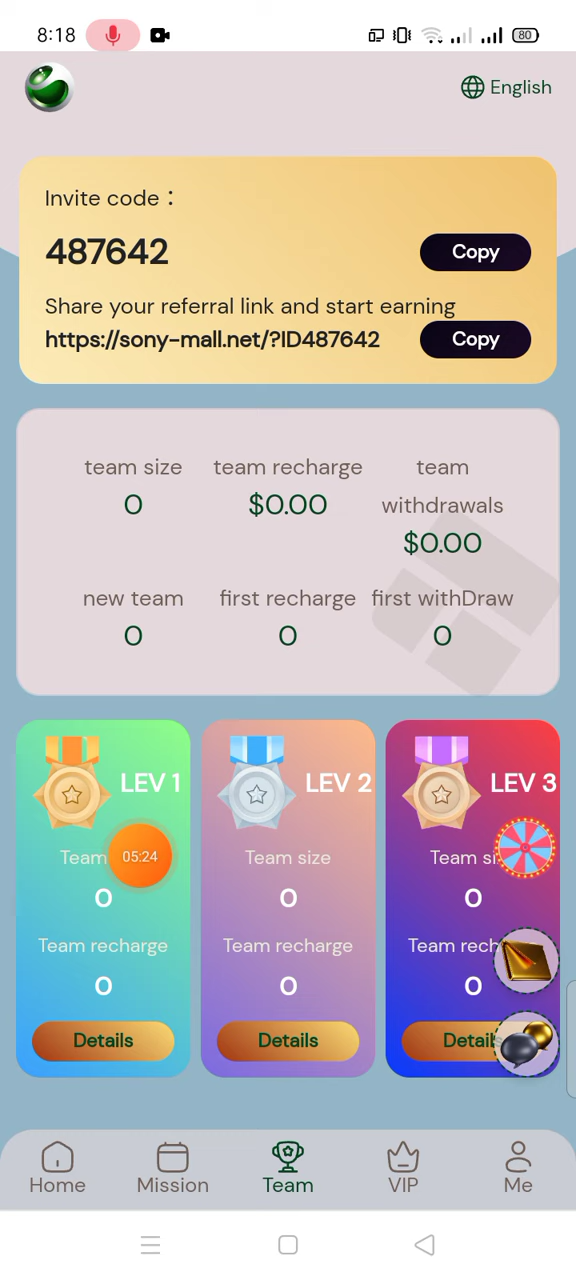 8:18
80
English
Invite code：
487642
Copy
Share your referral link and start earning
https://sony-mall.net/?ID487642
Copy
team size
0
team recharge
$0.00
team
withdrawals
$0.00
new team
0
first recharge
0
first withDraw
0
LEV 1
LEV 2
LEV 3
Team
05:24
Team size
Team si
0
0
0
Team recharge
Team recharge
Team rech
0
0
0
Details
Details
Details
Home
Mission
Team
VIP
Me